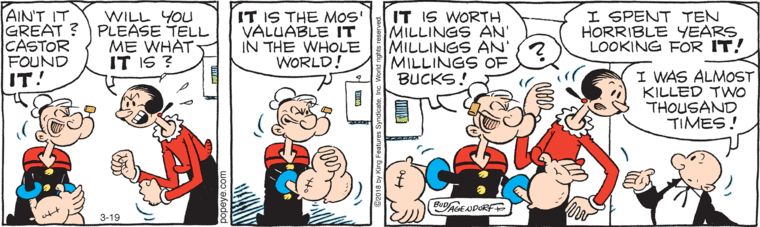 AIN'T IT
GREAT?
CASTOR
FOUND
IT!
WILL YOU
PLEASE TELL
ME WHAT
IT IS?
3-19
popeye.com
IT IS THE MOS'
VALUABLE IT
IN THE WHOLE
WORLD!
©2018 by King Features Syndicate, Inc. World rights reserved.
IT IS WORTH
MILLINGS AN'
MILLINGS AN'
MILLINGS OF
BUCKS!
?
BUD SAGENDORF
I SPENT TEN
HORRIBLE YEARS
LOOKING FOR IT!
I WAS ALMOST
KILLED TWO
THOUSAND
TIMES!